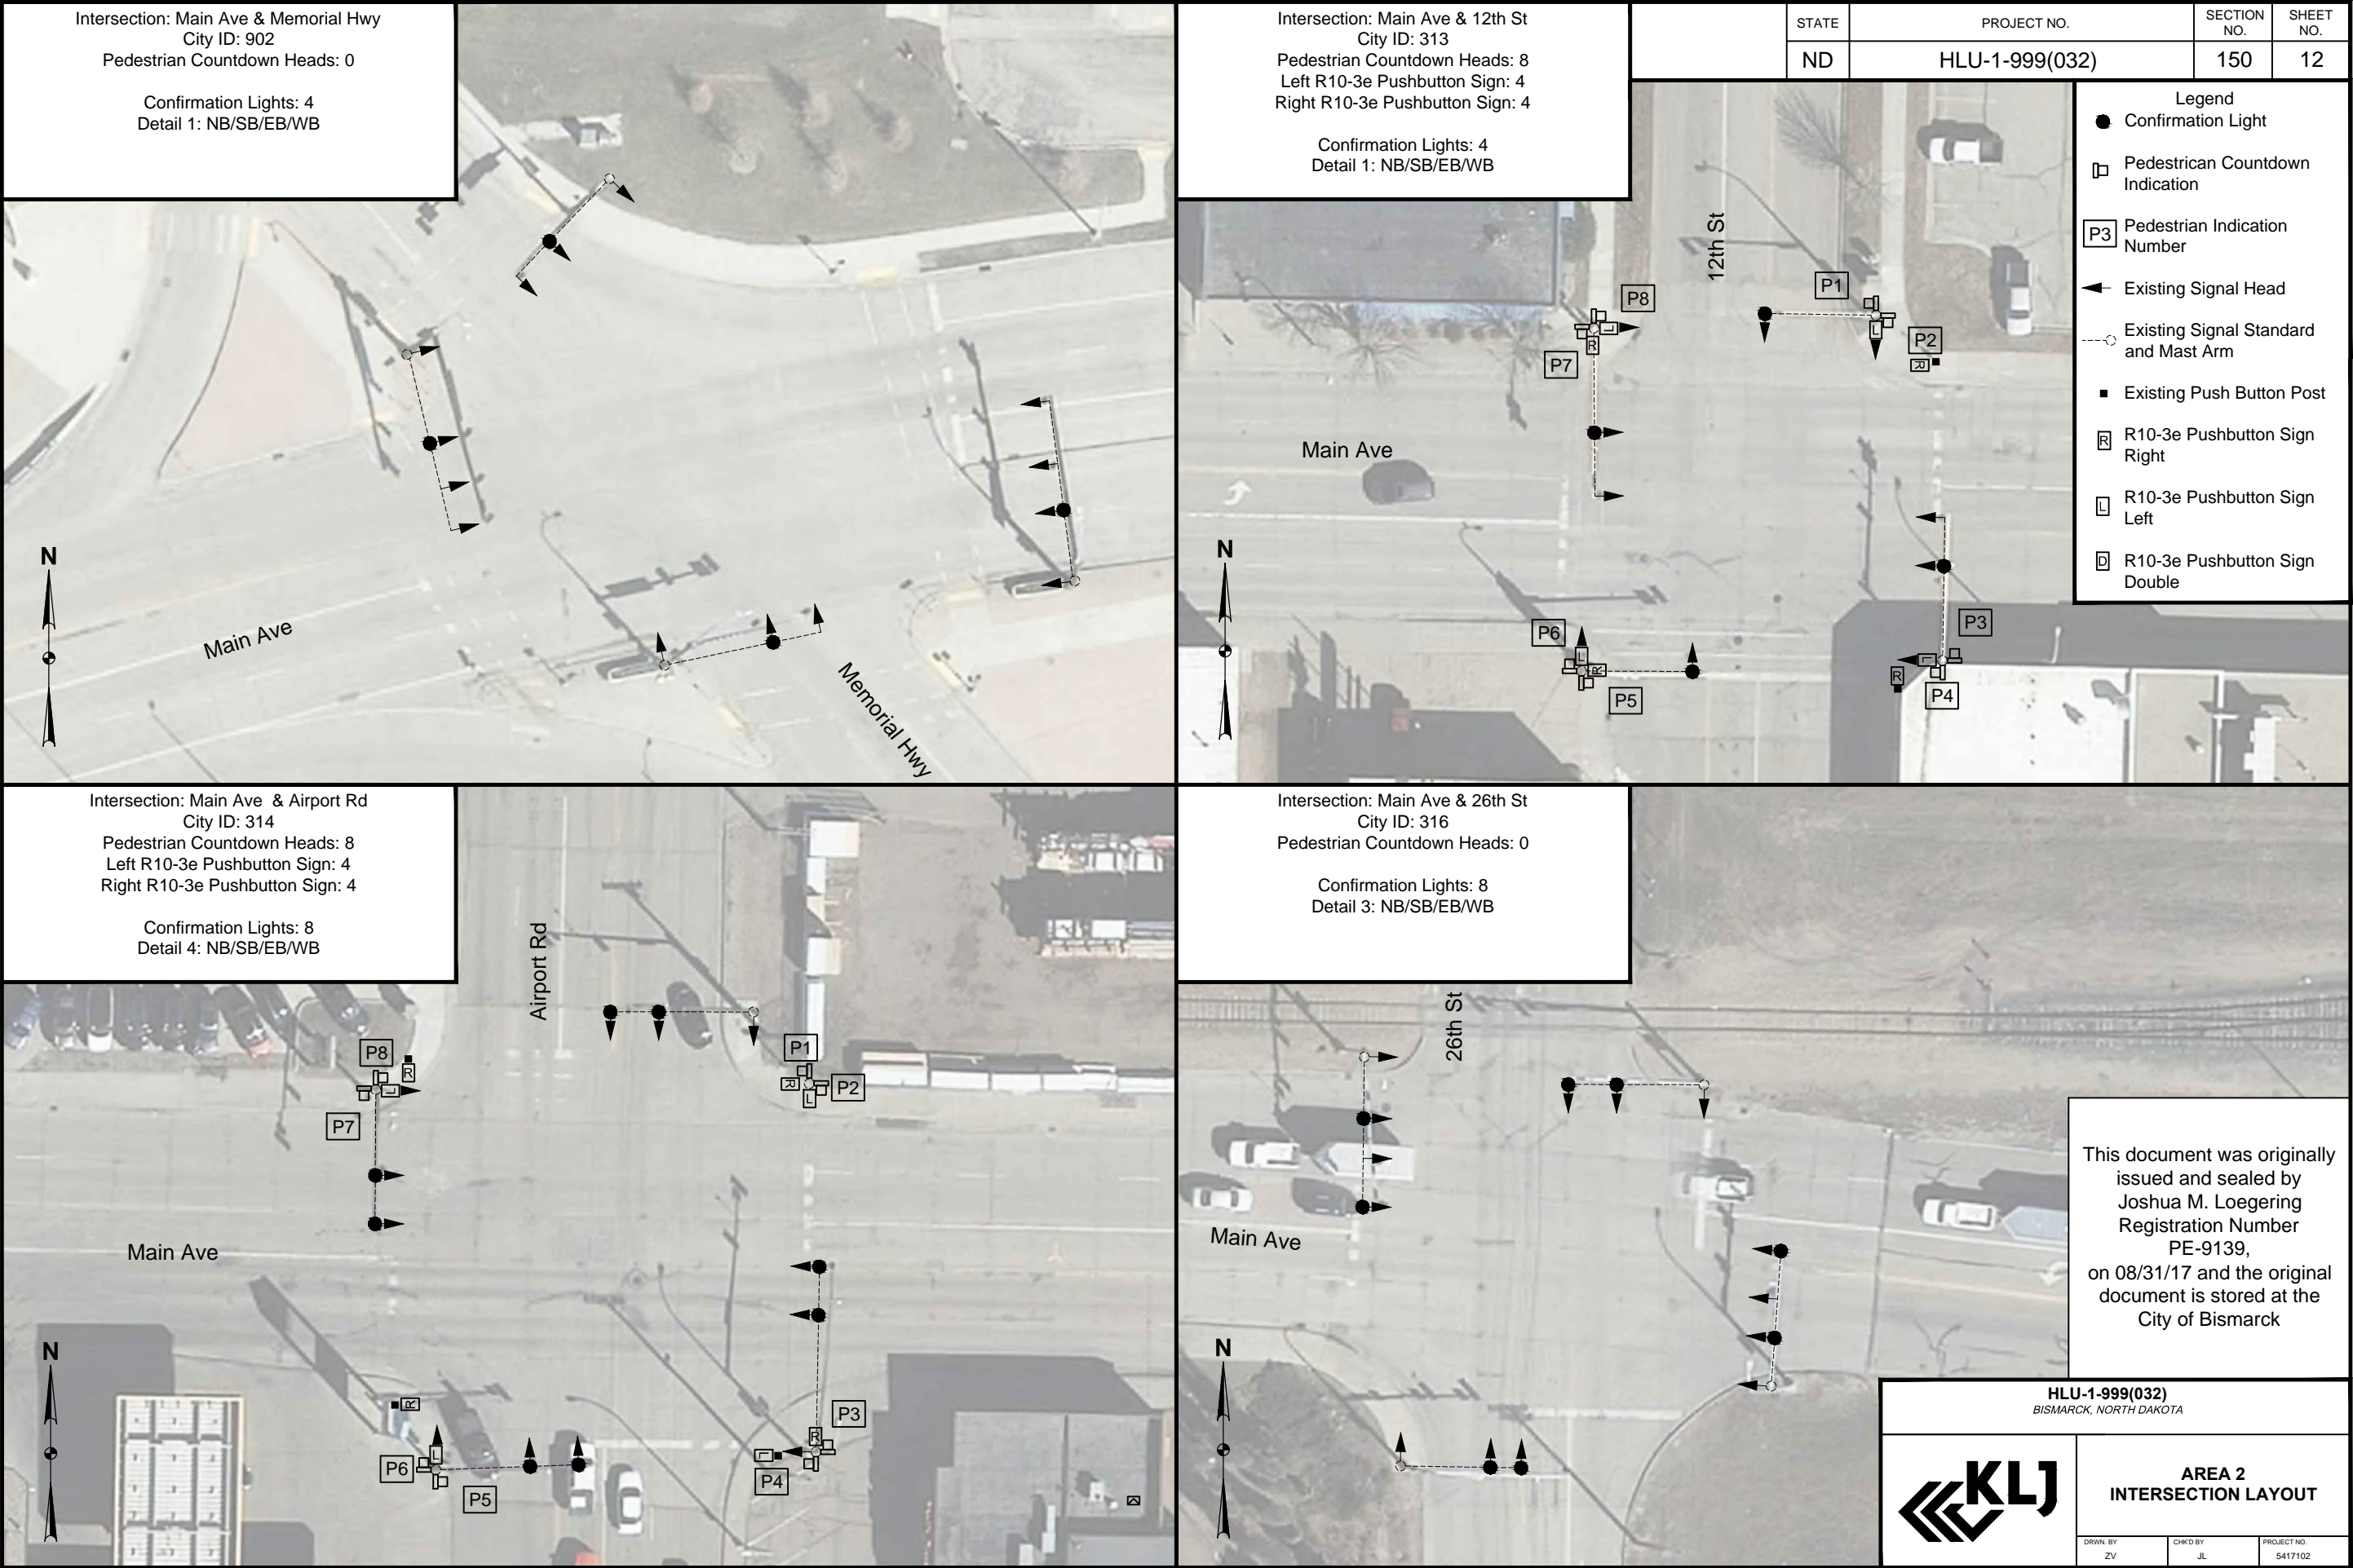 Intersection: Main Ave & Memorial Hwy
City ID: 902
Pedestrian Countdown Heads: 0
Confirmation Lights: 4
Detail 1: NB/SB/EB/WB
N
Main Ave
Memorial Hwy
Intersection: Main Ave & 12th St
City ID: 313
Pedestrian Countdown Heads: 8
Left R10-3e Pushbutton Sign: 4
Right R10-3e Pushbutton Sign: 4
Confirmation Lights: 4
Detail 1: NB/SB/EB/WB
STATE
PROJECT NO.
SECTION NO.
SHEET NO.
ND
HLU-1-999(032)
150
12
Legend
Confirmation Light
Pedestrican Countdown
Indication
P3
Pedestrian Indication
Number
Existing Signal Head
Existing Signal Standard
and Mast Arm
Existing Push Button Post
R
R10-3e Pushbutton Sign
Right
L
R10-3e Pushbutton Sign
Left
D
R10-3e Pushbutton Sign
Double
12th St
P8
P1
L
R
L
P2
R
P7
Main Ave
N
P6
L
R
P5
P3
L
R
P4
Intersection: Main Ave & Airport Rd
City ID: 314
Pedestrian Countdown Heads: 8
Left R10-3e Pushbutton Sign: 4
Right R10-3e Pushbutton Sign: 4
Confirmation Lights: 8
Detail 4: NB/SB/EB/WB
Airport Rd
P8
R
L
P7
P1
R
L
P2
Main Ave
N
R
L
P6
P5
P3
R
L
P4
Intersection: Main Ave & 26th St
City ID: 316
Pedestrian Countdown Heads: 0
Confirmation Lights: 8
Detail 3: NB/SB/EB/WB
26th St
Main Ave
N
This document was originally
issued and sealed by
Joshua M. Loegering
Registration Number
PE-9139,
on 08/31/17 and the original
document is stored at the
City of Bismarck
HLU-1-999(032)
BISMARCK, NORTH DAKOTA
KLJ
AREA 2
INTERSECTION LAYOUT
DRWN. BY
ZV
CHK'D BY
JL
PROJECT NO.
5417102